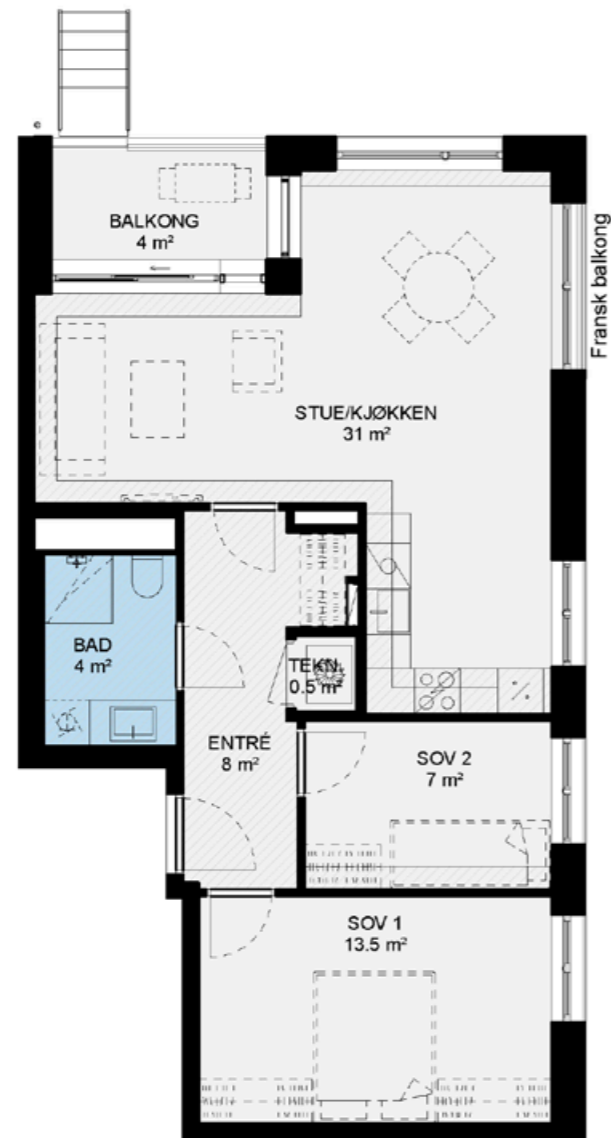 BALKONG
4 m²
Fransk balkong
STUE/KJØKKEN
31 m²
BAD
4 m²
TEKN.
0.5 m²
ENTRÉ
8 m²
SOV 2
7 m²
SOV 1
13.5 m²